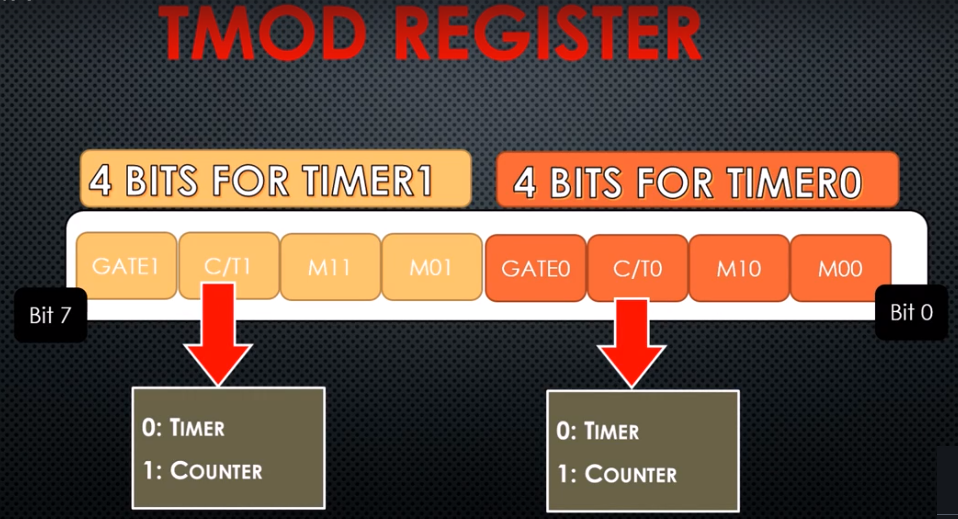 TMOD REGISTER
4 BITS FOR TIMER1
4 BITS FOR TIMER0
GATE1 C/T1 M11 M01 GATE0 C/T0 M10 M00
Bit 7
Bit 0
0: TIMER
1: COUNTER
0: TIMER
1: COUNTER